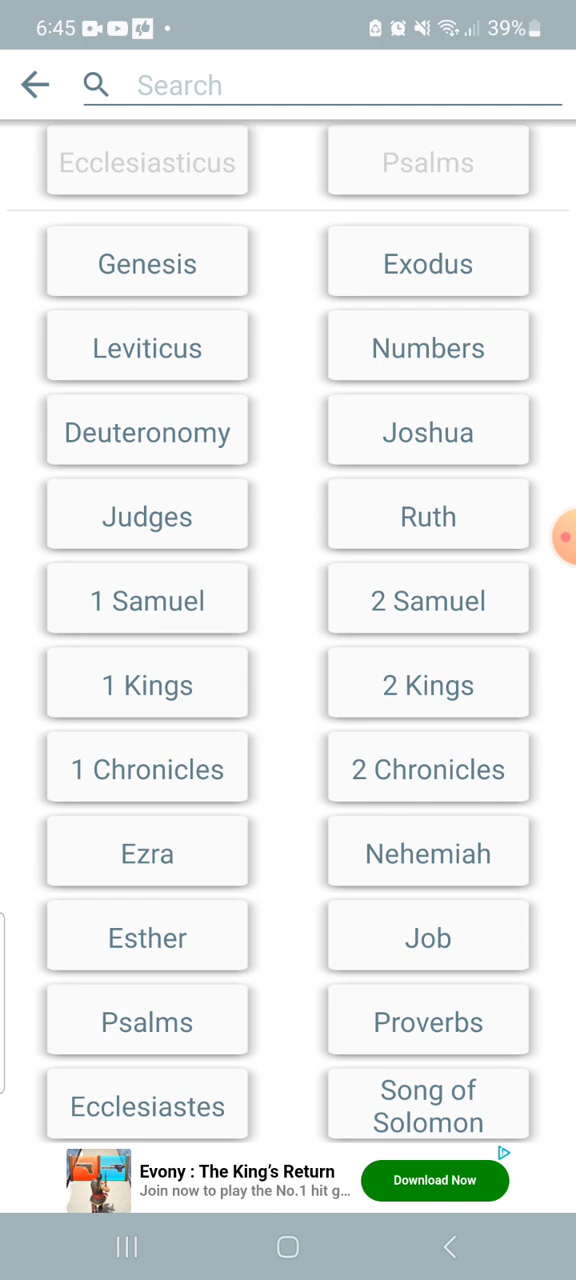 6:45
39%
Search
Ecclesiasticus Psalms
Genesis Exodus
Leviticus Numbers
Deuteronomy Joshua
Judges Ruth
1 Samuel 2 Samuel
1 Kings 2 Kings
1 Chronicles 2 Chronicles
Ezra Nehemiah
Esther Job
Psalms Proverbs
Ecclesiastes Song of
Solomon
Evony : The King's Return
Join now to play the No.1 hit g...
Download Now